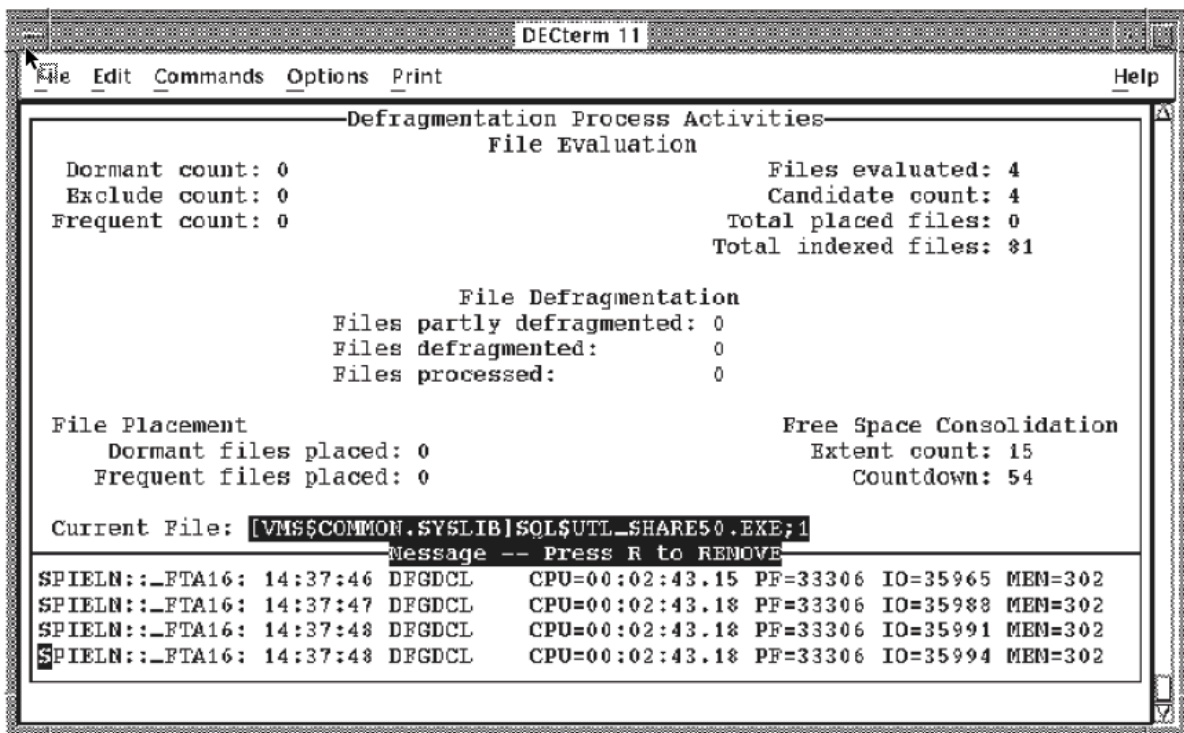 DECterm 11
File Edit Commands Options Print Help
Defragmentation Process Activities
File Evaluation
Dormant count: 0 Files evaluated: 4
Exclude count: 0 Candidate count: 4
Frequent count: 0 Total placed files: 0
Total indexed files: 81
File Defragmentation
Files partly defragmented: 0
Files defragmented: 0
Files processed: 0
File Placement Free Space Consolidation
Dormant files placed: 0 Extent count: 15
Frequent files placed: 0 Countdown: 54
Current File: [VMS$COMMON.SYSLIB]SQL$UTL_SHARE50.EXE;1
Message -- Press R to REMOVE
SPIELN::_FTA16: 14:37:46 DFGDCL CPU=00:02:43.15 PF=33306 IO=35965 MEM=302
SPIELN::_FTA16: 14:37:47 DFGDCL CPU=00:02:43.18 PF=33306 IO=35988 MEM=302
SPIELN::_FTA16: 14:37:48 DFGDCL CPU=00:02:43.18 PF=33306 IO=35991 MEM=302
SPIELN::_FTA16: 14:37:48 DFGDCL CPU=00:02:43.18 PF=33306 IO=35994 MEM=302